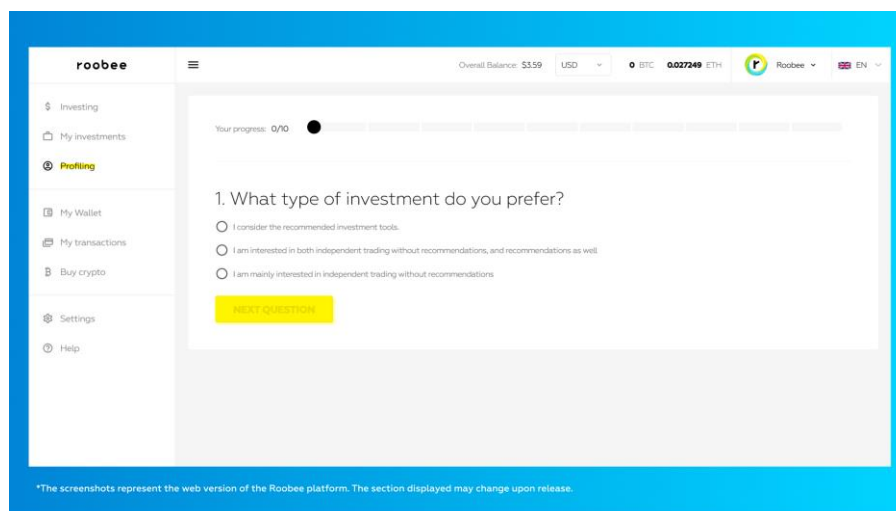 roobee
Overall Balance: $3.59 USD 0 BTC 0.027249 ETH r Roobee EN
Investing
My investments
Profiling
My Wallet
My transactions
Buy crypto
Settings
Help
Your progress: 0/10
1. What type of investment do you prefer?
I consider the recommended investment tools.
I am interested in both independent trading without recommendations, and recommendations as well
I am mainly interested in independent trading without recommendations
NEXT QUESTION
*The screenshots represent the web version of the Roobee platform. The section displayed may change upon release.